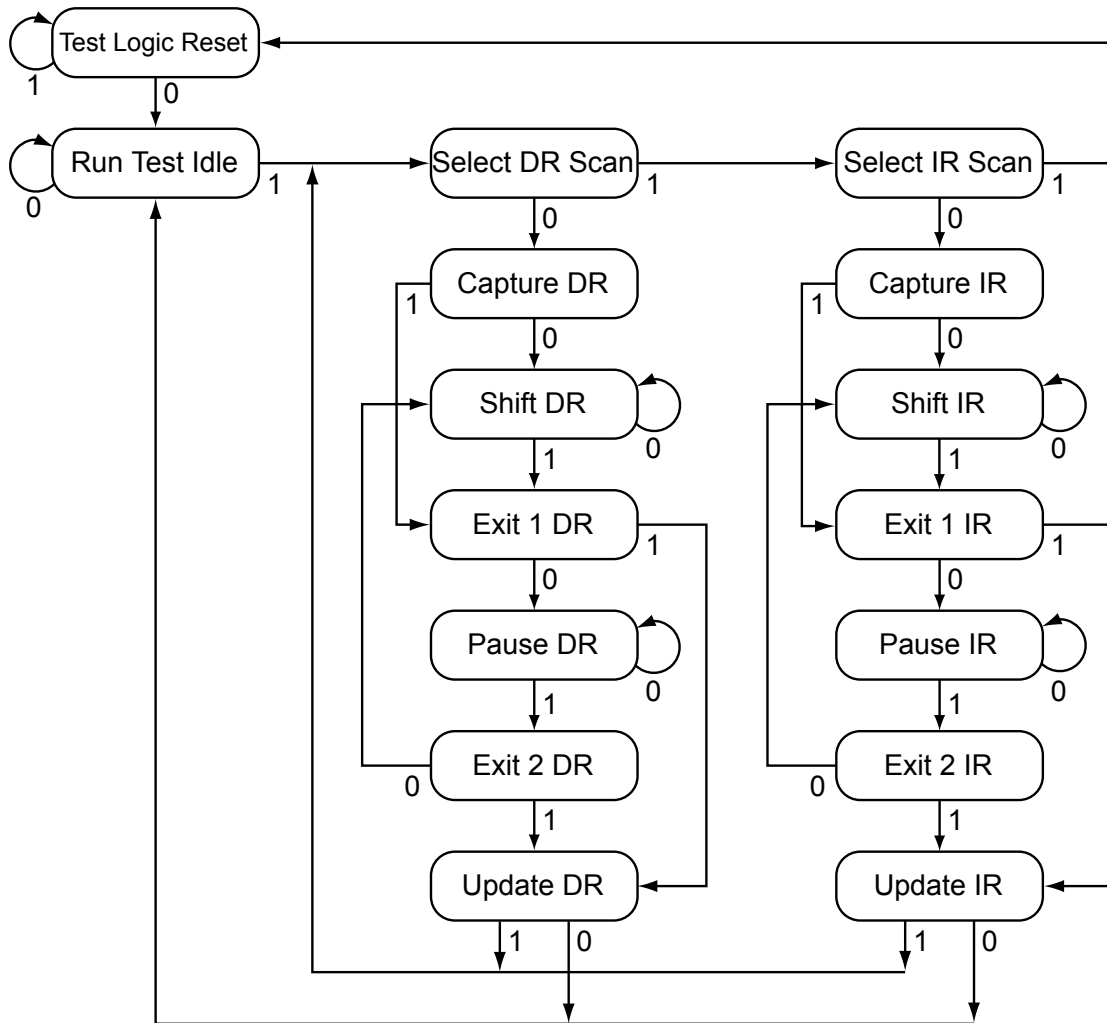 Test Logic Reset
1
0
Run Test Idle
0
1
Select DR Scan
1
0
Select IR Scan
1
0
Capture DR
1
0
Capture IR
1
0
Shift DR
0
1
Shift IR
0
1
Exit 1 DR
1
0
Exit 1 IR
1
0
Pause DR
0
1
Pause IR
0
1
Exit 2 DR
0
1
Exit 2 IR
0
1
Update DR
1
0
Update IR
1
0